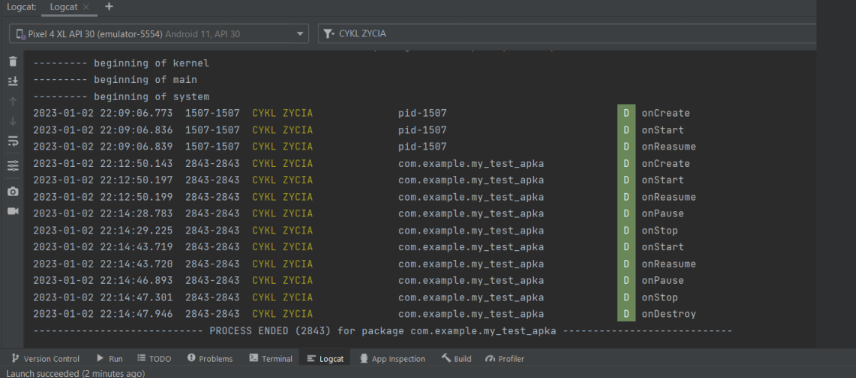 Logcat: Logcat
Pixel 4 XL API 30 (emulator-5554) Android 11, API 30 CYKL ZYCIA
--------- beginning of kernel
--------- beginning of main
--------- beginning of system
2023-01-02 22:09:06.773 1507-1507 CYKL ZYCIA pid-1507 D onCreate
2023-01-02 22:09:06.836 1507-1507 CYKL ZYCIA pid-1507 D onStart
2023-01-02 22:09:06.839 1507-1507 CYKL ZYCIA pid-1507 D onReasume
2023-01-02 22:12:50.143 2843-2843 CYKL ZYCIA com.example.my_test_apka D onCreate
2023-01-02 22:12:50.197 2843-2843 CYKL ZYCIA com.example.my_test_apka D onStart
2023-01-02 22:12:50.199 2843-2843 CYKL ZYCIA com.example.my_test_apka D onReasume
2023-01-02 22:14:28.783 2843-2843 CYKL ZYCIA com.example.my_test_apka D onPause
2023-01-02 22:14:29.225 2843-2843 CYKL ZYCIA com.example.my_test_apka D onStop
2023-01-02 22:14:43.719 2843-2843 CYKL ZYCIA com.example.my_test_apka D onStart
2023-01-02 22:14:43.720 2843-2843 CYKL ZYCIA com.example.my_test_apka D onReasume
2023-01-02 22:14:46.893 2843-2843 CYKL ZYCIA com.example.my_test_apka D onPause
2023-01-02 22:14:47.301 2843-2843 CYKL ZYCIA com.example.my_test_apka D onStop
2023-01-02 22:14:47.946 2843-2843 CYKL ZYCIA com.example.my_test_apka D onDestroy
--------------------------- PROCESS ENDED (2843) for package com.example.my_test_apka ---------------------------
Version Control Run TODO Problems Terminal Logcat App Inspection Build Profiler
Launch succeeded (2 minutes ago)